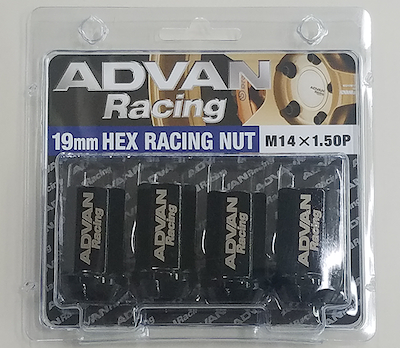 ADVAN
Racing
19mm HEX RACING NUT M14×1.50P
ADVAN Racing
ADVAN Racing
ADVAN Racing
ADVAN Racing